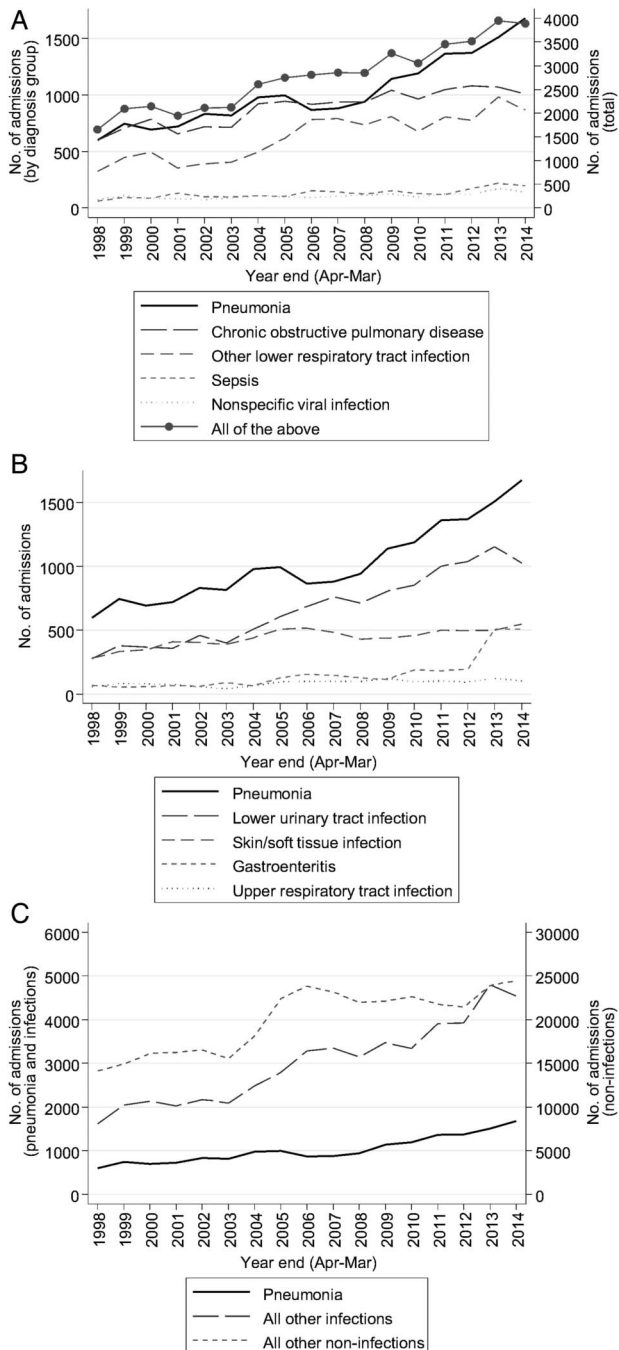 A
No. of admissions
(by diagnosis group)
1500
1000
500
0
4000
3500
3000
2500
2000
1500
1000
500
0
No. of admissions
(total)
1998
1999
2000
2001
2002
2003
2004
2005
2006
2007
2008
2009
2010
2011
2012
2013
2014
Year end (Apr-Mar)
Pneumonia
Chronic obstructive pulmonary disease
Other lower respiratory tract infection
Sepsis
Nonspecific viral infection
All of the above
B
No. of admissions
1500
1000
500
0
1998
1999
2000
2001
2002
2003
2004
2005
2006
2007
2008
2009
2010
2011
2012
2013
2014
Year end (Apr-Mar)
Pneumonia
Lower urinary tract infection
Skin/soft tissue infection
Gastroenteritis
Upper respiratory tract infection
C
No. of admissions
(pneumonia and infections)
6000
5000
4000
3000
2000
1000
0
30000
25000
20000
15000
10000
5000
0
No. of admissions
(non-infections)
1998
1999
2000
2001
2002
2003
2004
2005
2006
2007
2008
2009
2010
2011
2012
2013
2014
Year end (Apr-Mar)
Pneumonia
All other infections
All other non-infections